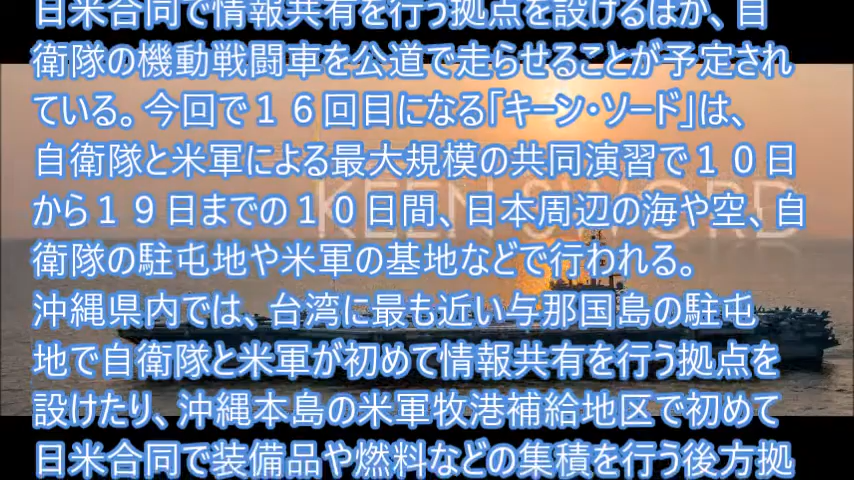 日米合同で情報共有を行う拠点を設けるほか、自
衛隊の機動戦闘車を公道で走らせることが予定され
ている。今回で１６回目になる「キーン・ソード」は、
自衛隊と米軍による最大規模の共同演習で１０日
KEEN SWORD
から１９日までの１０日間、日本周辺の海や空、自
衛隊の駐屯地や米軍の基地などで行われる。
沖縄県内では、台湾に最も近い与那国島の駐屯
地で自衛隊と米軍が初めて情報共有を行う拠点を
設けたり、沖縄本島の米軍牧港補給地区で初めて
日米合同で装備品や燃料などの集積を行う後方拠